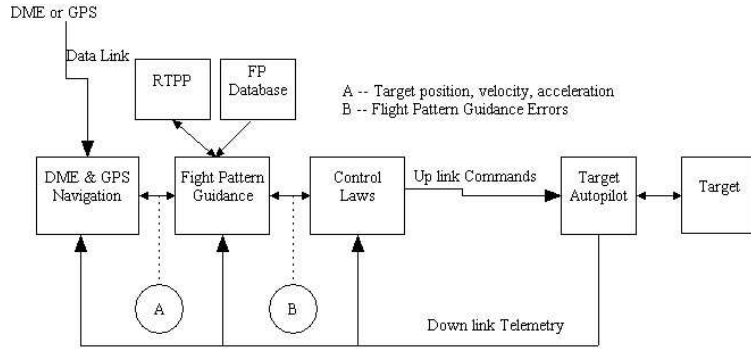 DME or GPS
Data Link
RTPP
FP
Database
A -- Target position, velocity, acceleration
B -- Flight Pattern Guidance Errors
DME & GPS
Navigation
Fight Pattern
Guidance
Control
Laws
Up link Commands
Target
Autopilot
Target
A
B
Down link Telemetry